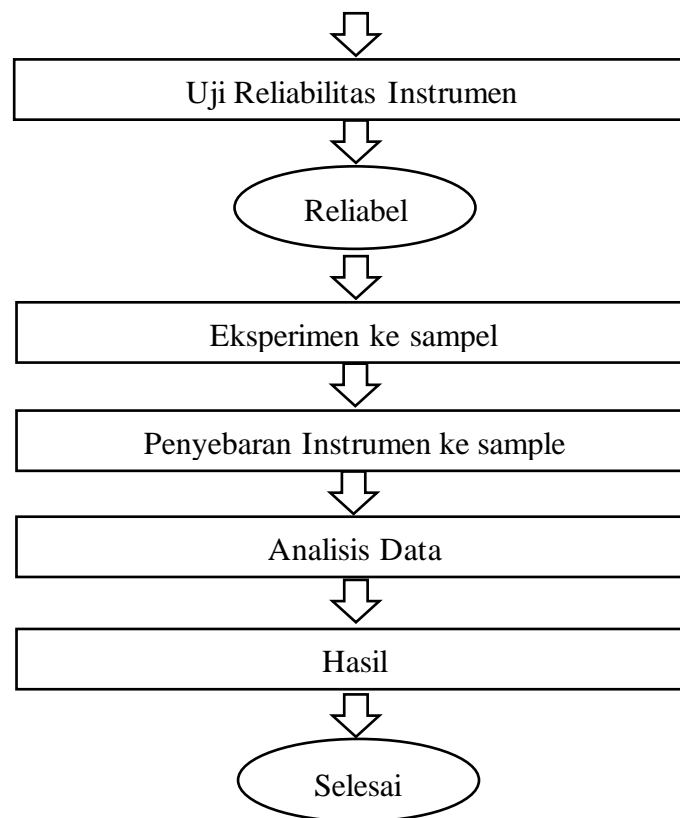 Uji Reliabilitas Instrumen
Reliabel
Eksperimen ke sampel
Penyebaran Instrumen ke sample
Analisis Data
Hasil
Selesai